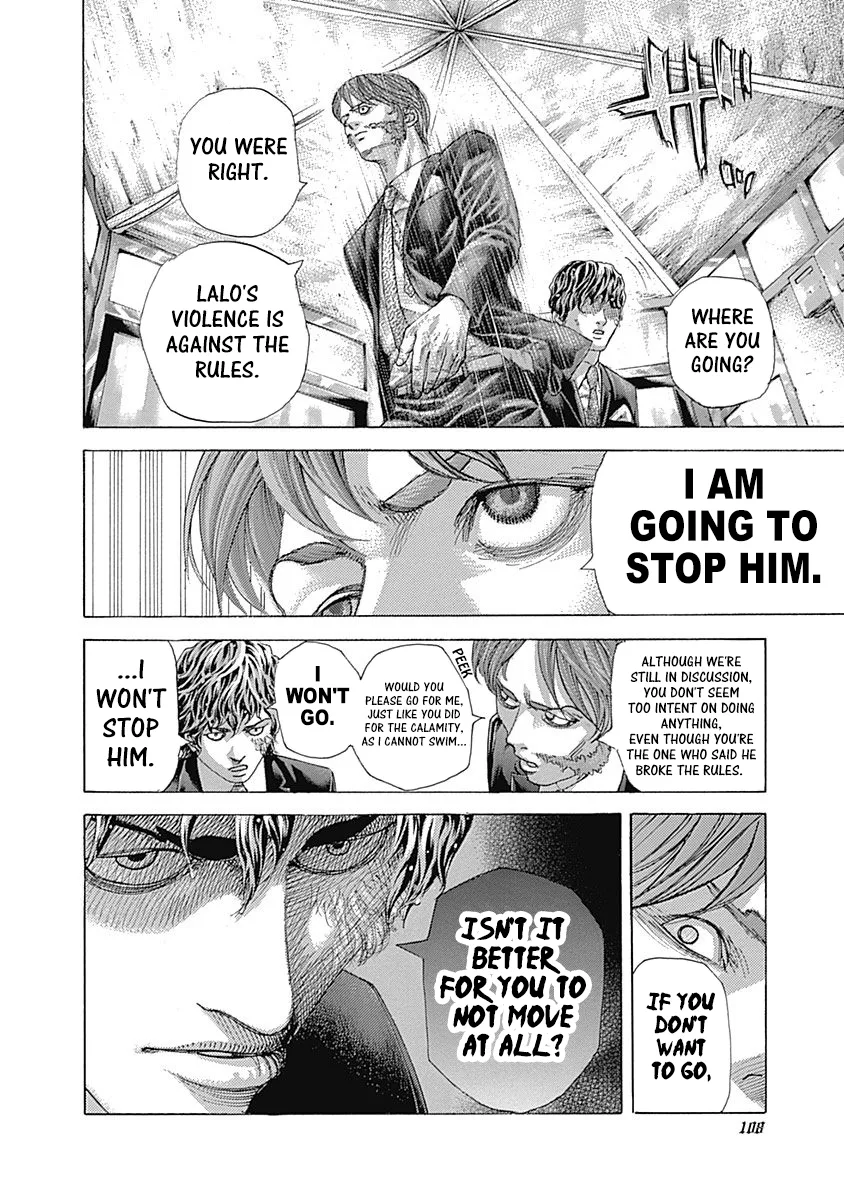 WHERE
ARE YOU
GOING?
YOU WERE
RIGHT.
LALO'S
VIOLENCE IS
AGAINST THE
RULES.
I AM
GOING TO
STOP HIM.
ALTHOUGH WE'RE
STILL IN DISCUSSION,
YOU DON'T SEEM
TOO INTENT ON DOING
ANYTHING,
EVEN THOUGH YOU'RE
THE ONE WHO SAID HE
BROKE THE RULES.
PEEK
WOULD YOU
PLEASE GO FOR ME,
JUST LIKE YOU DID
FOR THE CALAMITY,
AS I CANNOT SWIM...
I
WON'T
GO.
...I
WON'T
STOP
HIM.
IF YOU
DON'T
WANT
TO GO,
ISN'T IT
BETTER
FOR YOU TO
NOT MOVE
AT ALL?
108